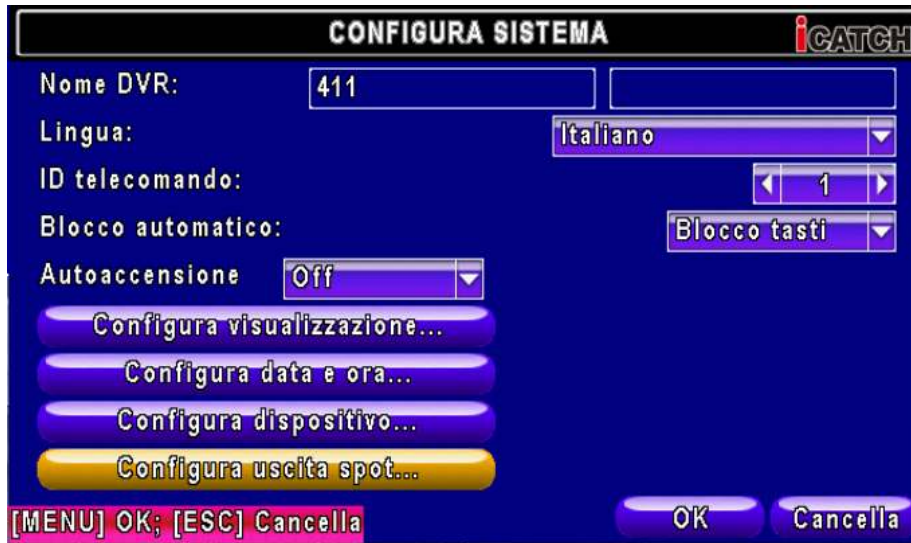 CONFIGURA SISTEMA iCATCH
Nome DVR: 411
Lingua: Italiano
ID telecomando: 1
Blocco automatico: Blocco tasti
Autoaccensione Off
Configura visualizzazione...
Configura data e ora...
Configura dispositivo...
Configura uscita spot...
[MENU] OK; [ESC] Cancella OK Cancella